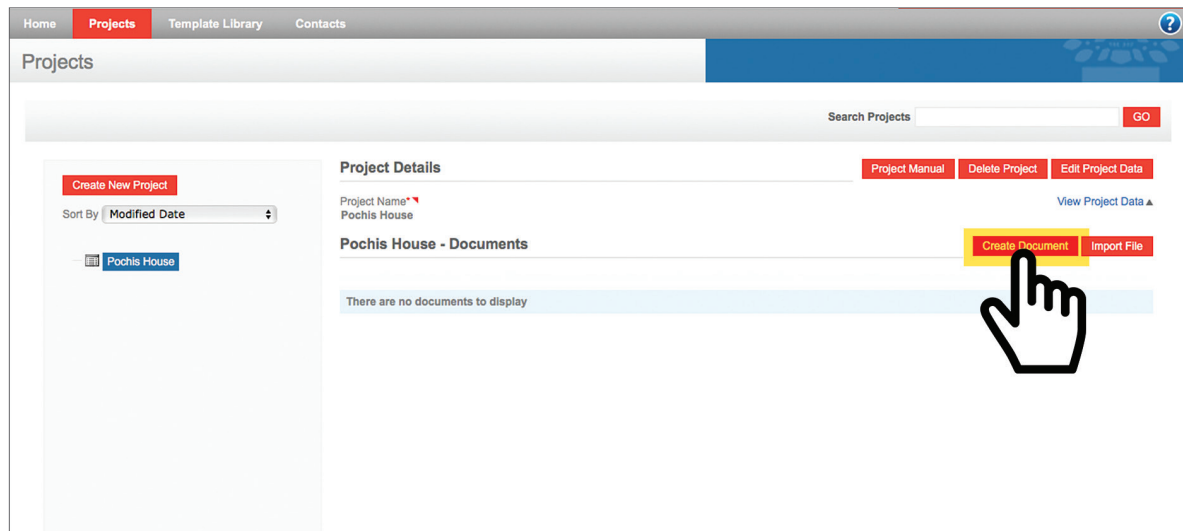 Home Projects Template Library Contacts ?
Projects
Search Projects GO
Create New Project
Sort By Modified Date
Pochis House
Project Details Project Manual Delete Project Edit Project Data
Project Name* View Project Data
Pochis House
Pochis House - Documents Create Document Import File
There are no documents to display